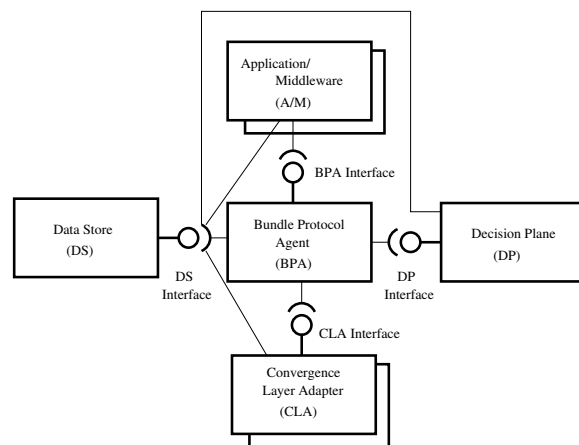 Application/
Middleware
(A/M)
BPA Interface
Data Store
(DS)
Bundle Protocol
Agent
(BPA)
Decision Plane
(DP)
DS
Interface
DP
Interface
CLA Interface
Convergence
Layer Adapter
(CLA)